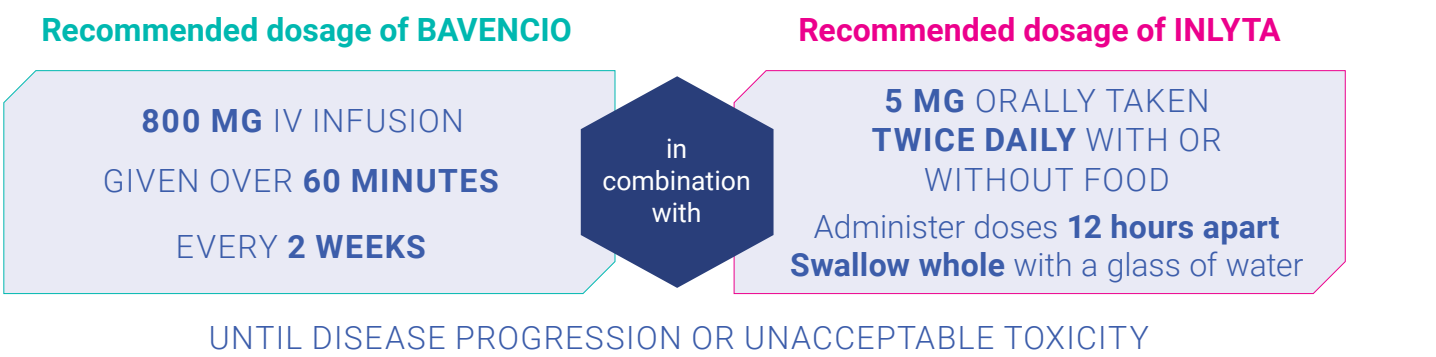 Recommended dosage of BAVENCIO
800 MG IV INFUSION
GIVEN OVER 60 MINUTES
EVERY 2 WEEKS
in
combination
with
Recommended dosage of INLYTA
5 MG ORALLY TAKEN
TWICE DAILY WITH OR
WITHOUT FOOD
Administer doses 12 hours apart
Swallow whole with a glass of water
UNTIL DISEASE PROGRESSION OR UNACCEPTABLE TOXICITY